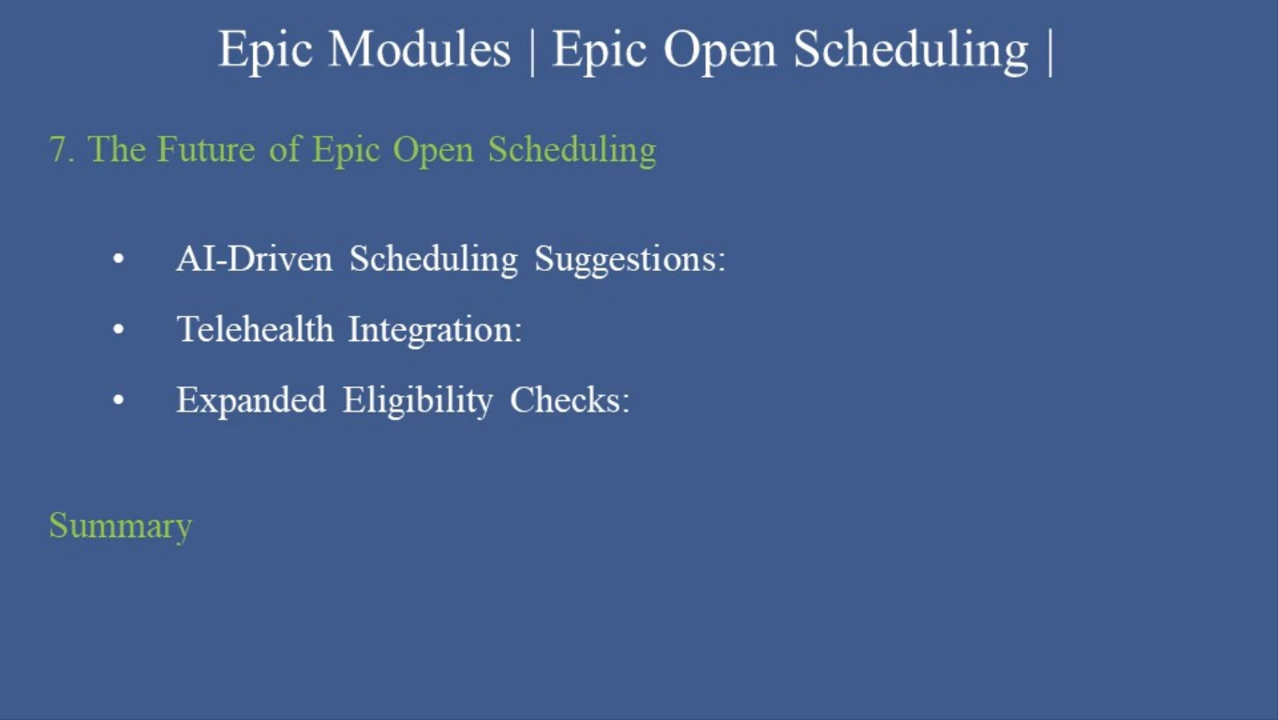 Epic Modules | Epic Open Scheduling |
7. The Future of Epic Open Scheduling
• AI-Driven Scheduling Suggestions:
• Telehealth Integration:
• Expanded Eligibility Checks:
Summary